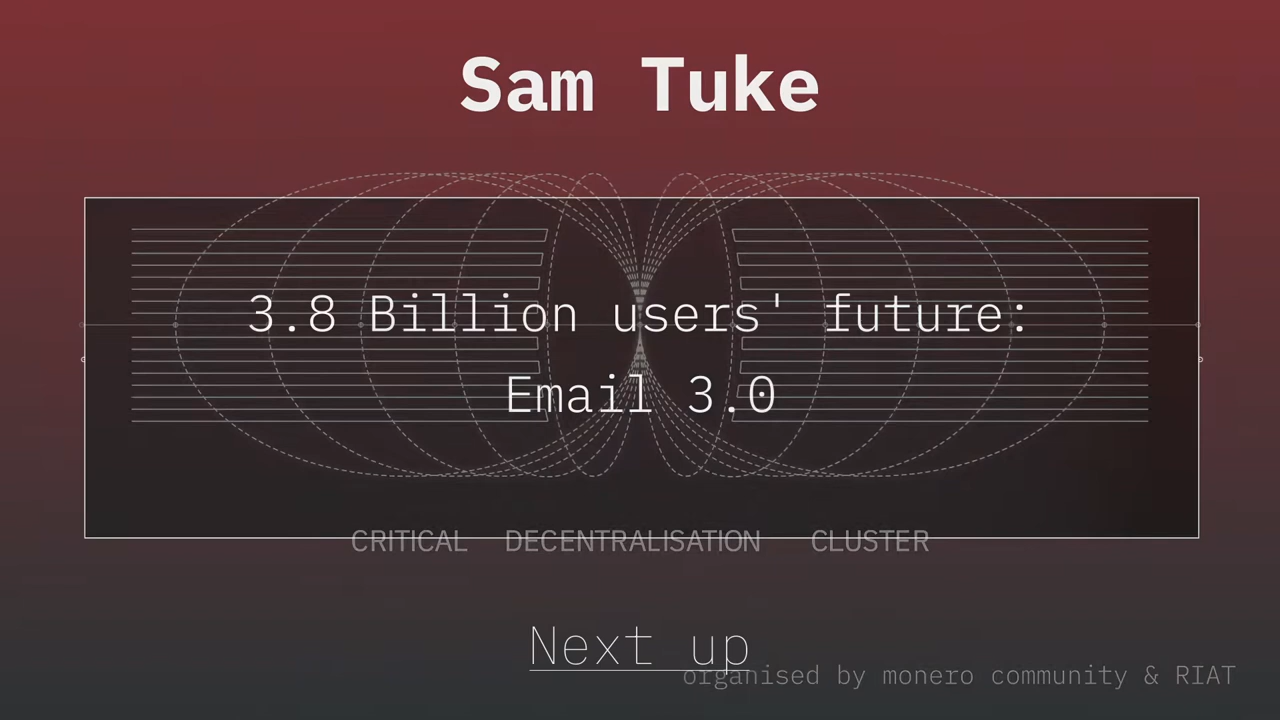 Sam Tuke
3.8 Billion users' future:
Email 3.0
CRITICAL DECENTRALISATION CLUSTER
Next up
organised by monero community & RIAT